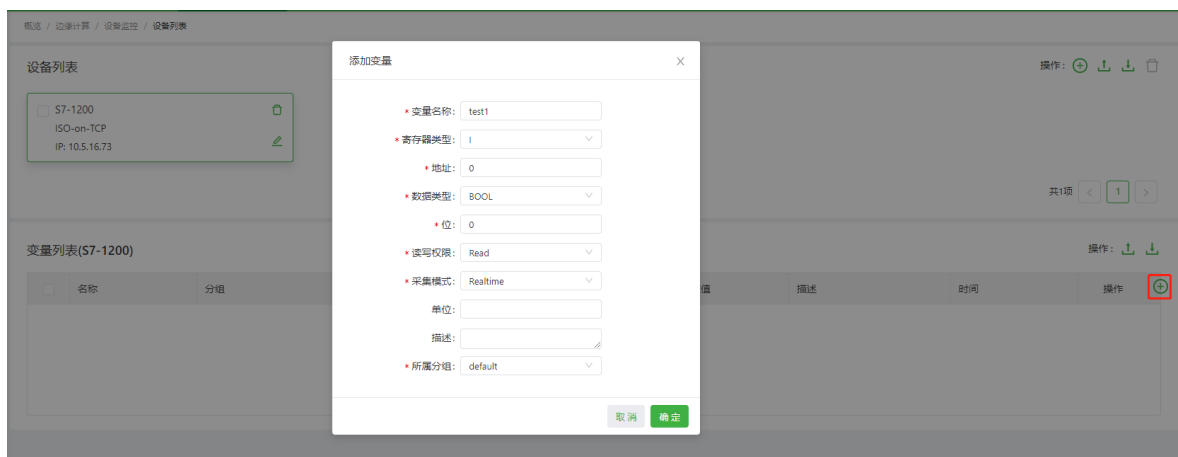 概览 / 边缘计算 / 设备监控 / 设备列表
设备列表
操作:
S7-1200
ISO-on-TCP
IP: 10.5.16.73
共1项 < 1 >
变量列表(S7-1200)
操作:
名称 分组 值 描述 时间 操作
添加变量 X
* 变量名称: test1
* 寄存器类型: I
* 地址: 0
* 数据类型: BOOL
* 位: 0
* 读写权限: Read
* 采集模式: Realtime
单位:
描述:
* 所属分组: default
取消 确定